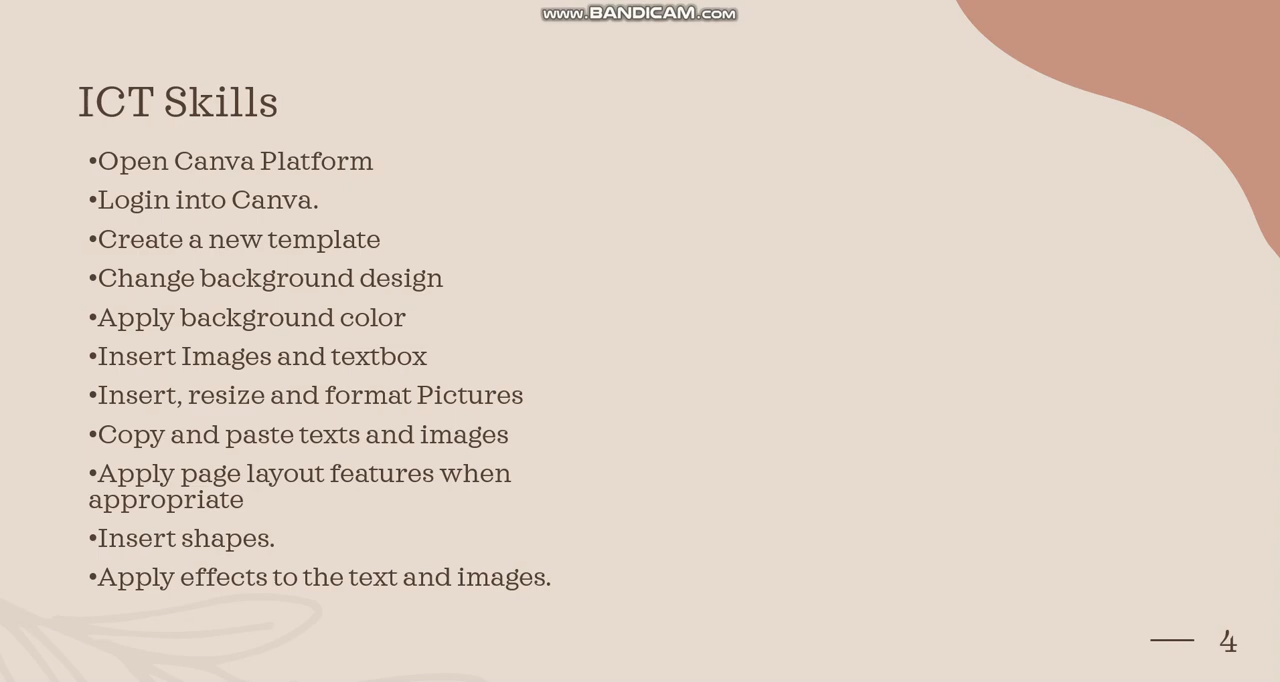 www.BANDICAM.com
ICT Skills
•Open Canva Platform
•Login into Canva.
•Create a new template
•Change background design
•Apply background color
•Insert Images and textbox
•Insert, resize and format Pictures
•Copy and paste texts and images
•Apply page layout features when
appropriate
•Insert shapes.
•Apply effects to the text and images.
4